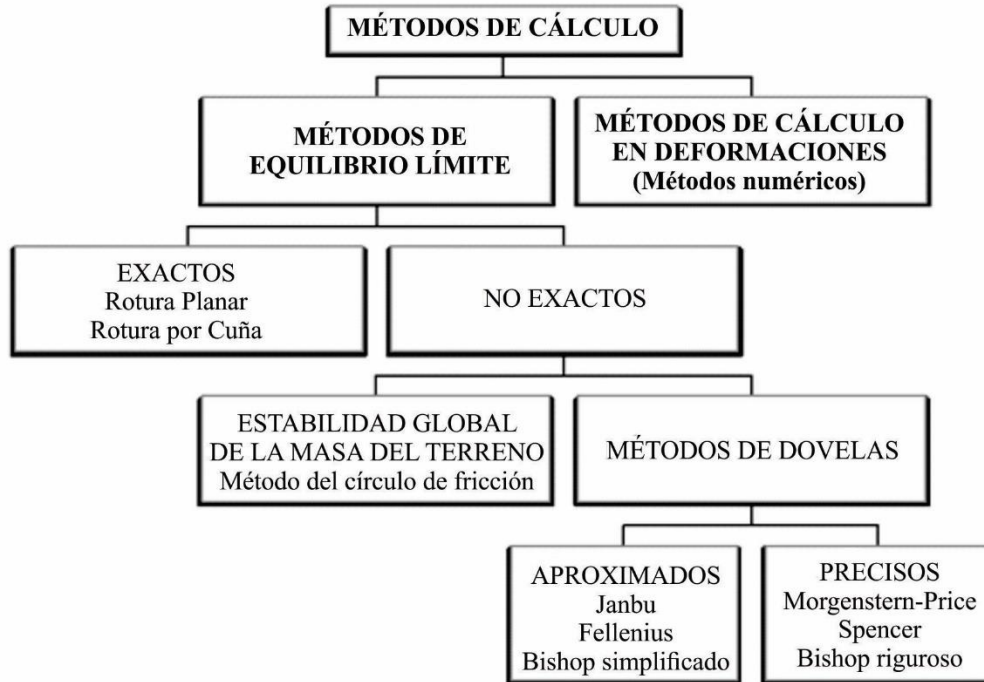 MÉTODOS DE CÁLCULO
MÉTODOS DE
EQUILIBRIO LÍMITE
MÉTODOS DE CÁLCULO
EN DEFORMACIONES
(Métodos numéricos)
EXACTOS
Rotura Planar
Rotura por Cuña
NO EXACTOS
ESTABILIDAD GLOBAL
DE LA MASA DEL TERRENO
Método del círculo de fricción
MÉTODOS DE DOVELAS
APROXIMADOS
Janbu
Fellenius
Bishop simplificado
PRECISOS
Morgenstern-Price
Spencer
Bishop riguroso